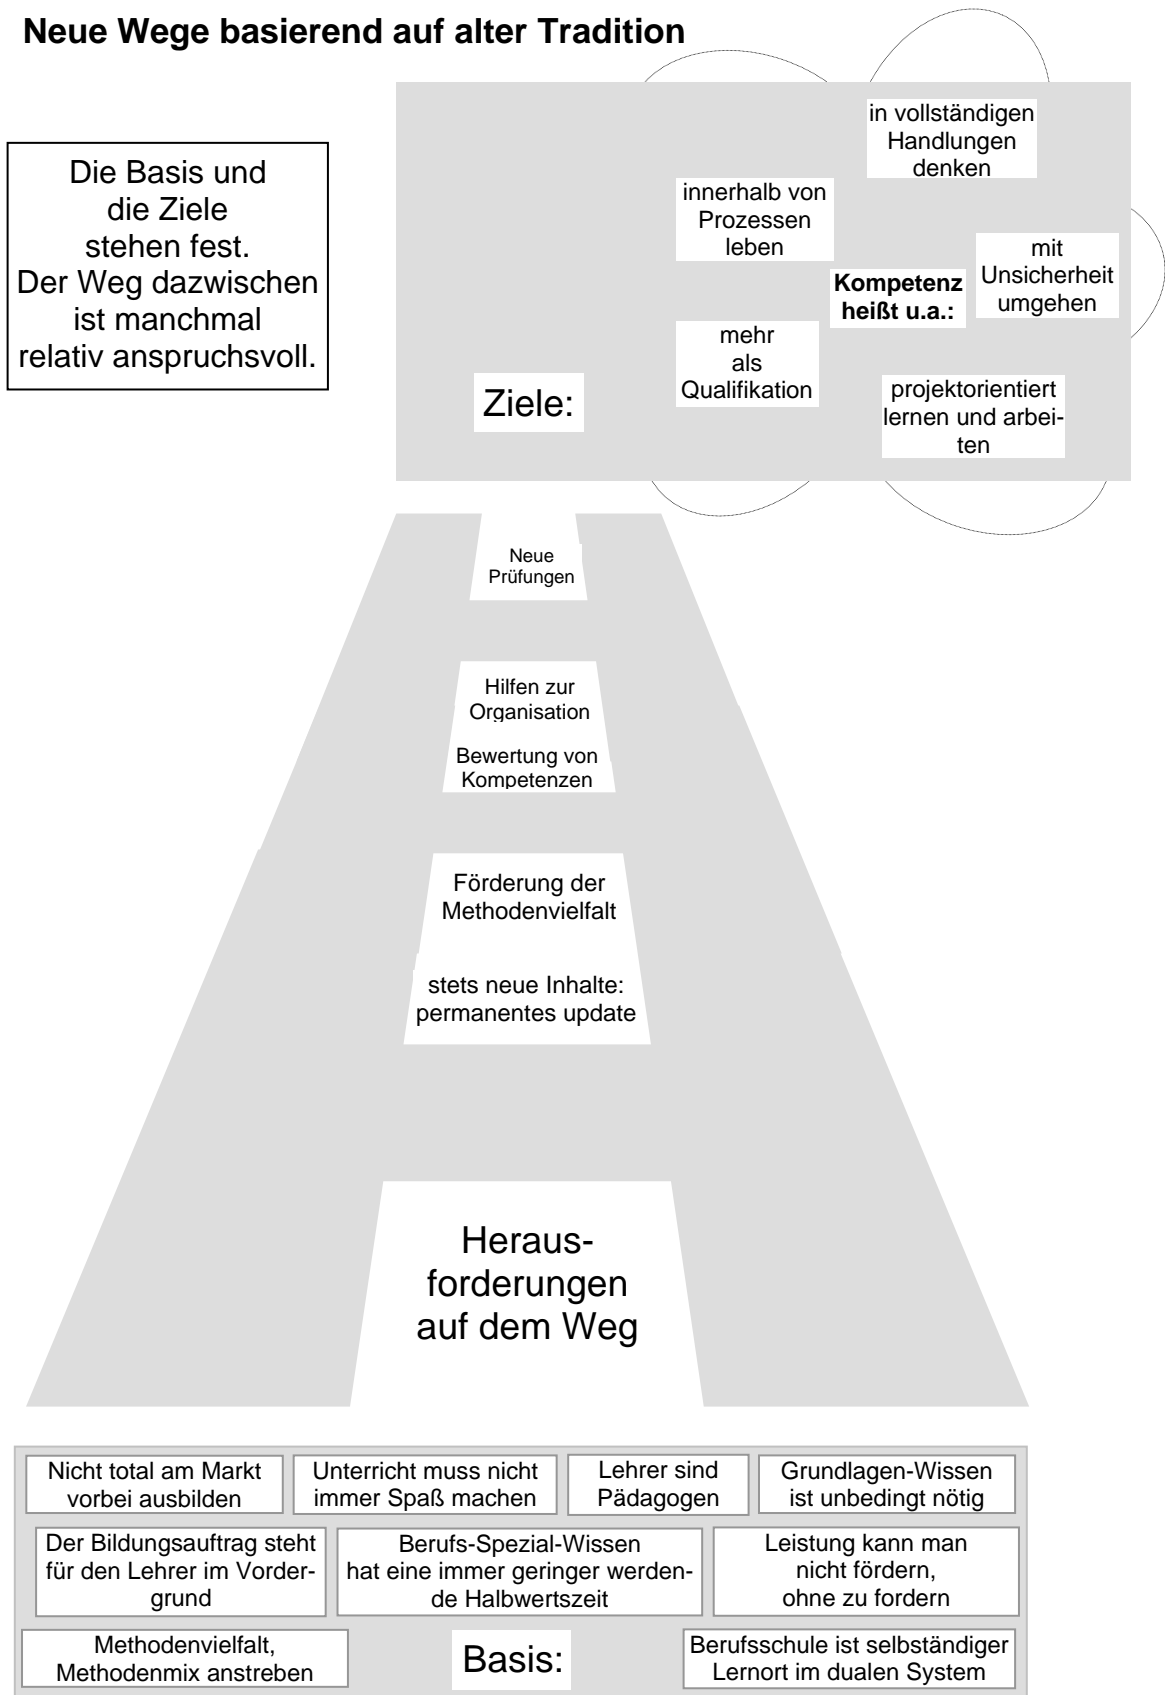 Neue Wege basierend auf alter Tradition
Die Basis und
die Ziele
stehen fest.
Der Weg dazwischen
ist manchmal
relativ anspruchsvoll.
in vollständigen
Handlungen
denken
innerhalb von
Prozessen
leben
mit
Unsicherheit
umgehen
Kompetenz
heißt u.a.:
mehr
als
Qualifikation
Ziele:
projektorientiert
lernen und arbei-
ten
Neue
Prüfungen
Hilfen zur
Organisation
Bewertung von
Kompetenzen
Förderung der
Methodenvielfalt
stets neue Inhalte:
permanentes update
Heraus-
forderungen
auf dem Weg
Nicht total am Markt
vorbei ausbilden
Unterricht muss nicht
immer Spaß machen
Lehrer sind
Pädagogen
Grundlagen-Wissen
ist unbedingt nötig
Der Bildungsauftrag steht
für den Lehrer im Vorder-
grund
Berufs-Spezial-Wissen
hat eine immer geringer werden-
de Halbwertszeit
Leistung kann man
nicht fördern,
ohne zu fordern
Methodenvielfalt,
Methodenmix anstreben
Basis:
Berufsschule ist selbständiger
Lernort im dualen System